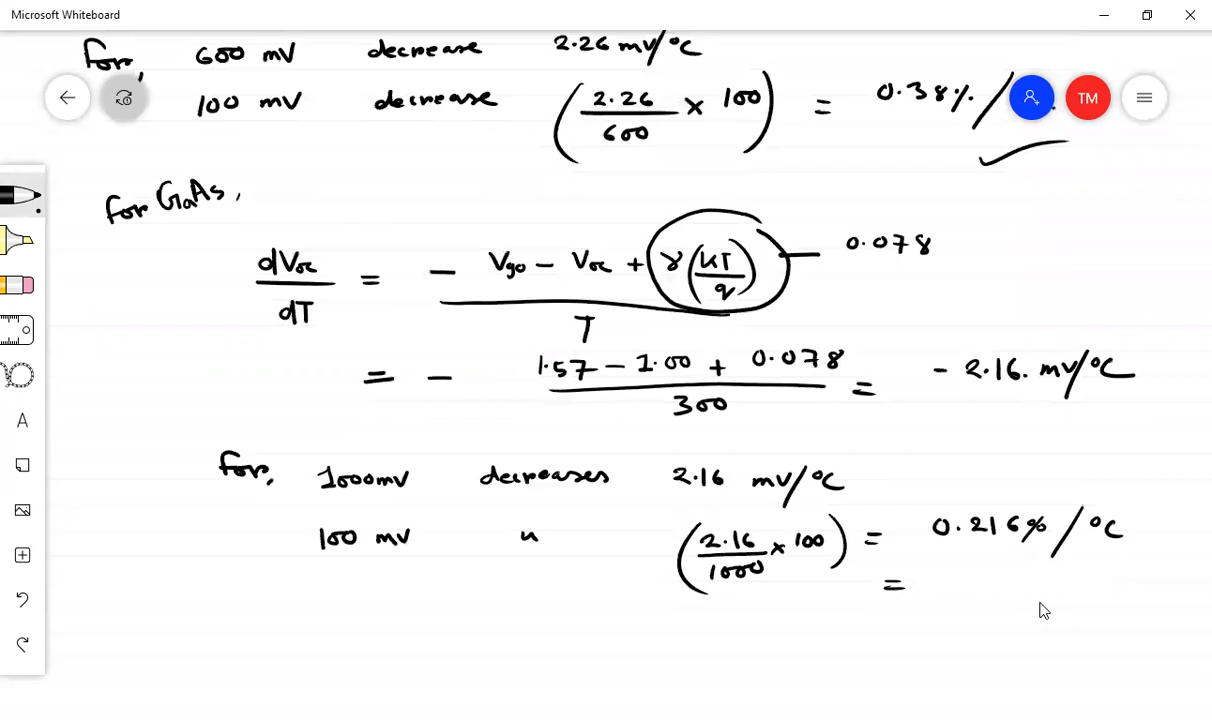 Microsoft Whiteboard
For, 600 mV decrease 2.26 mv/°C
100 mV decrease (2.26/600 × 100) = 0.38%/
TM
For GaAs,
dVoc/dT = - (Vgo - Voc + γ(kT/q))/T — 0.078
= - (1.57 - 1.00 + 0.078)/300 = - 2.16. mv/°C
For, 1000mv decreases 2.16 mv/°C
100 mv " (2.16/1000 × 100) = 0.216%/°C
=
A